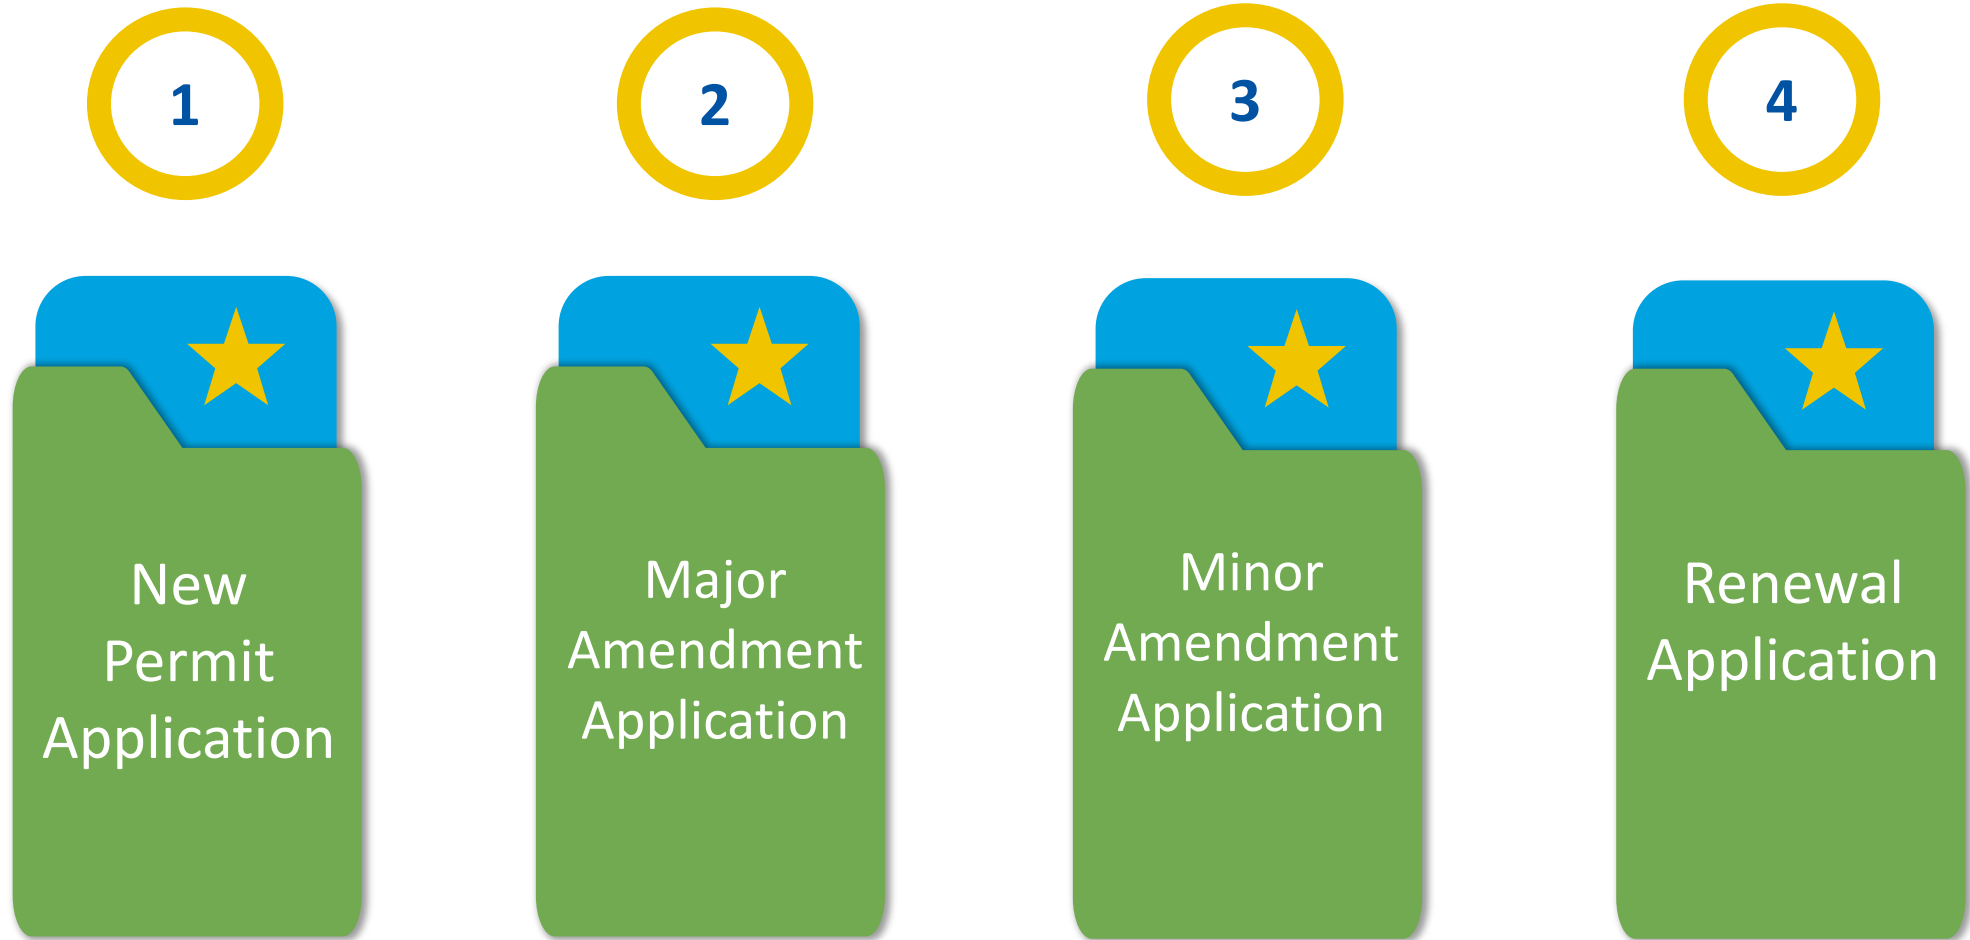 1
New
Permit
Application
2
Major
Amendment
Application
3
Minor
Amendment
Application
4
Renewal
Application